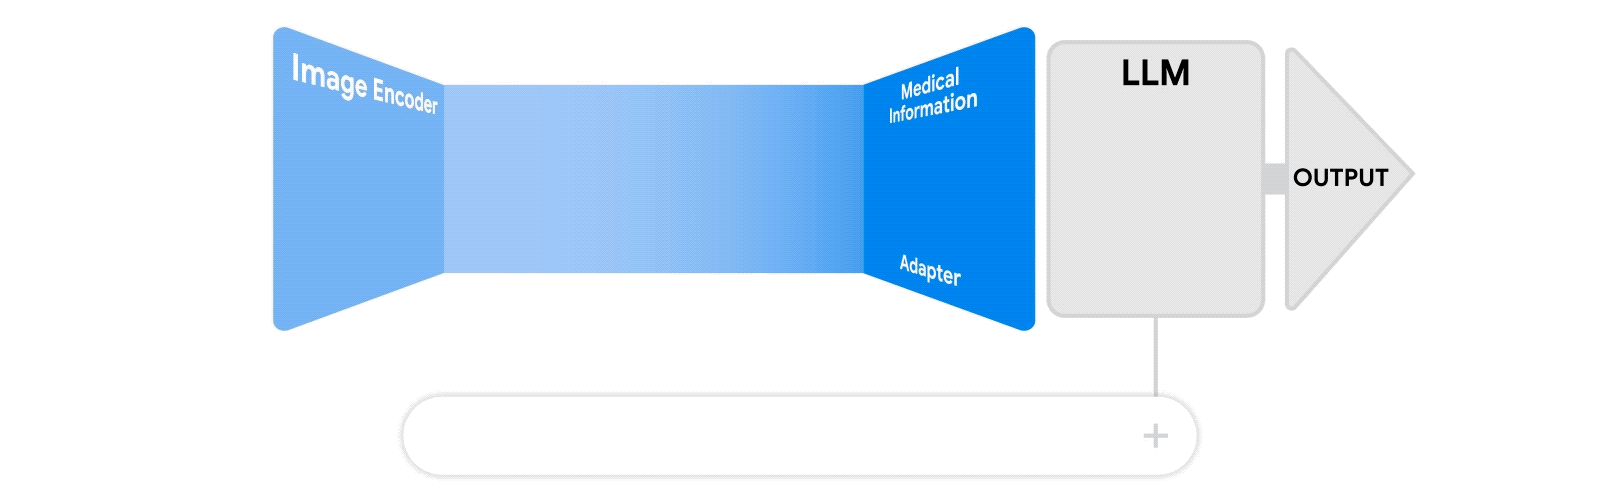 Image Encoder
Medical
Information
Adapter
LLM
OUTPUT
+